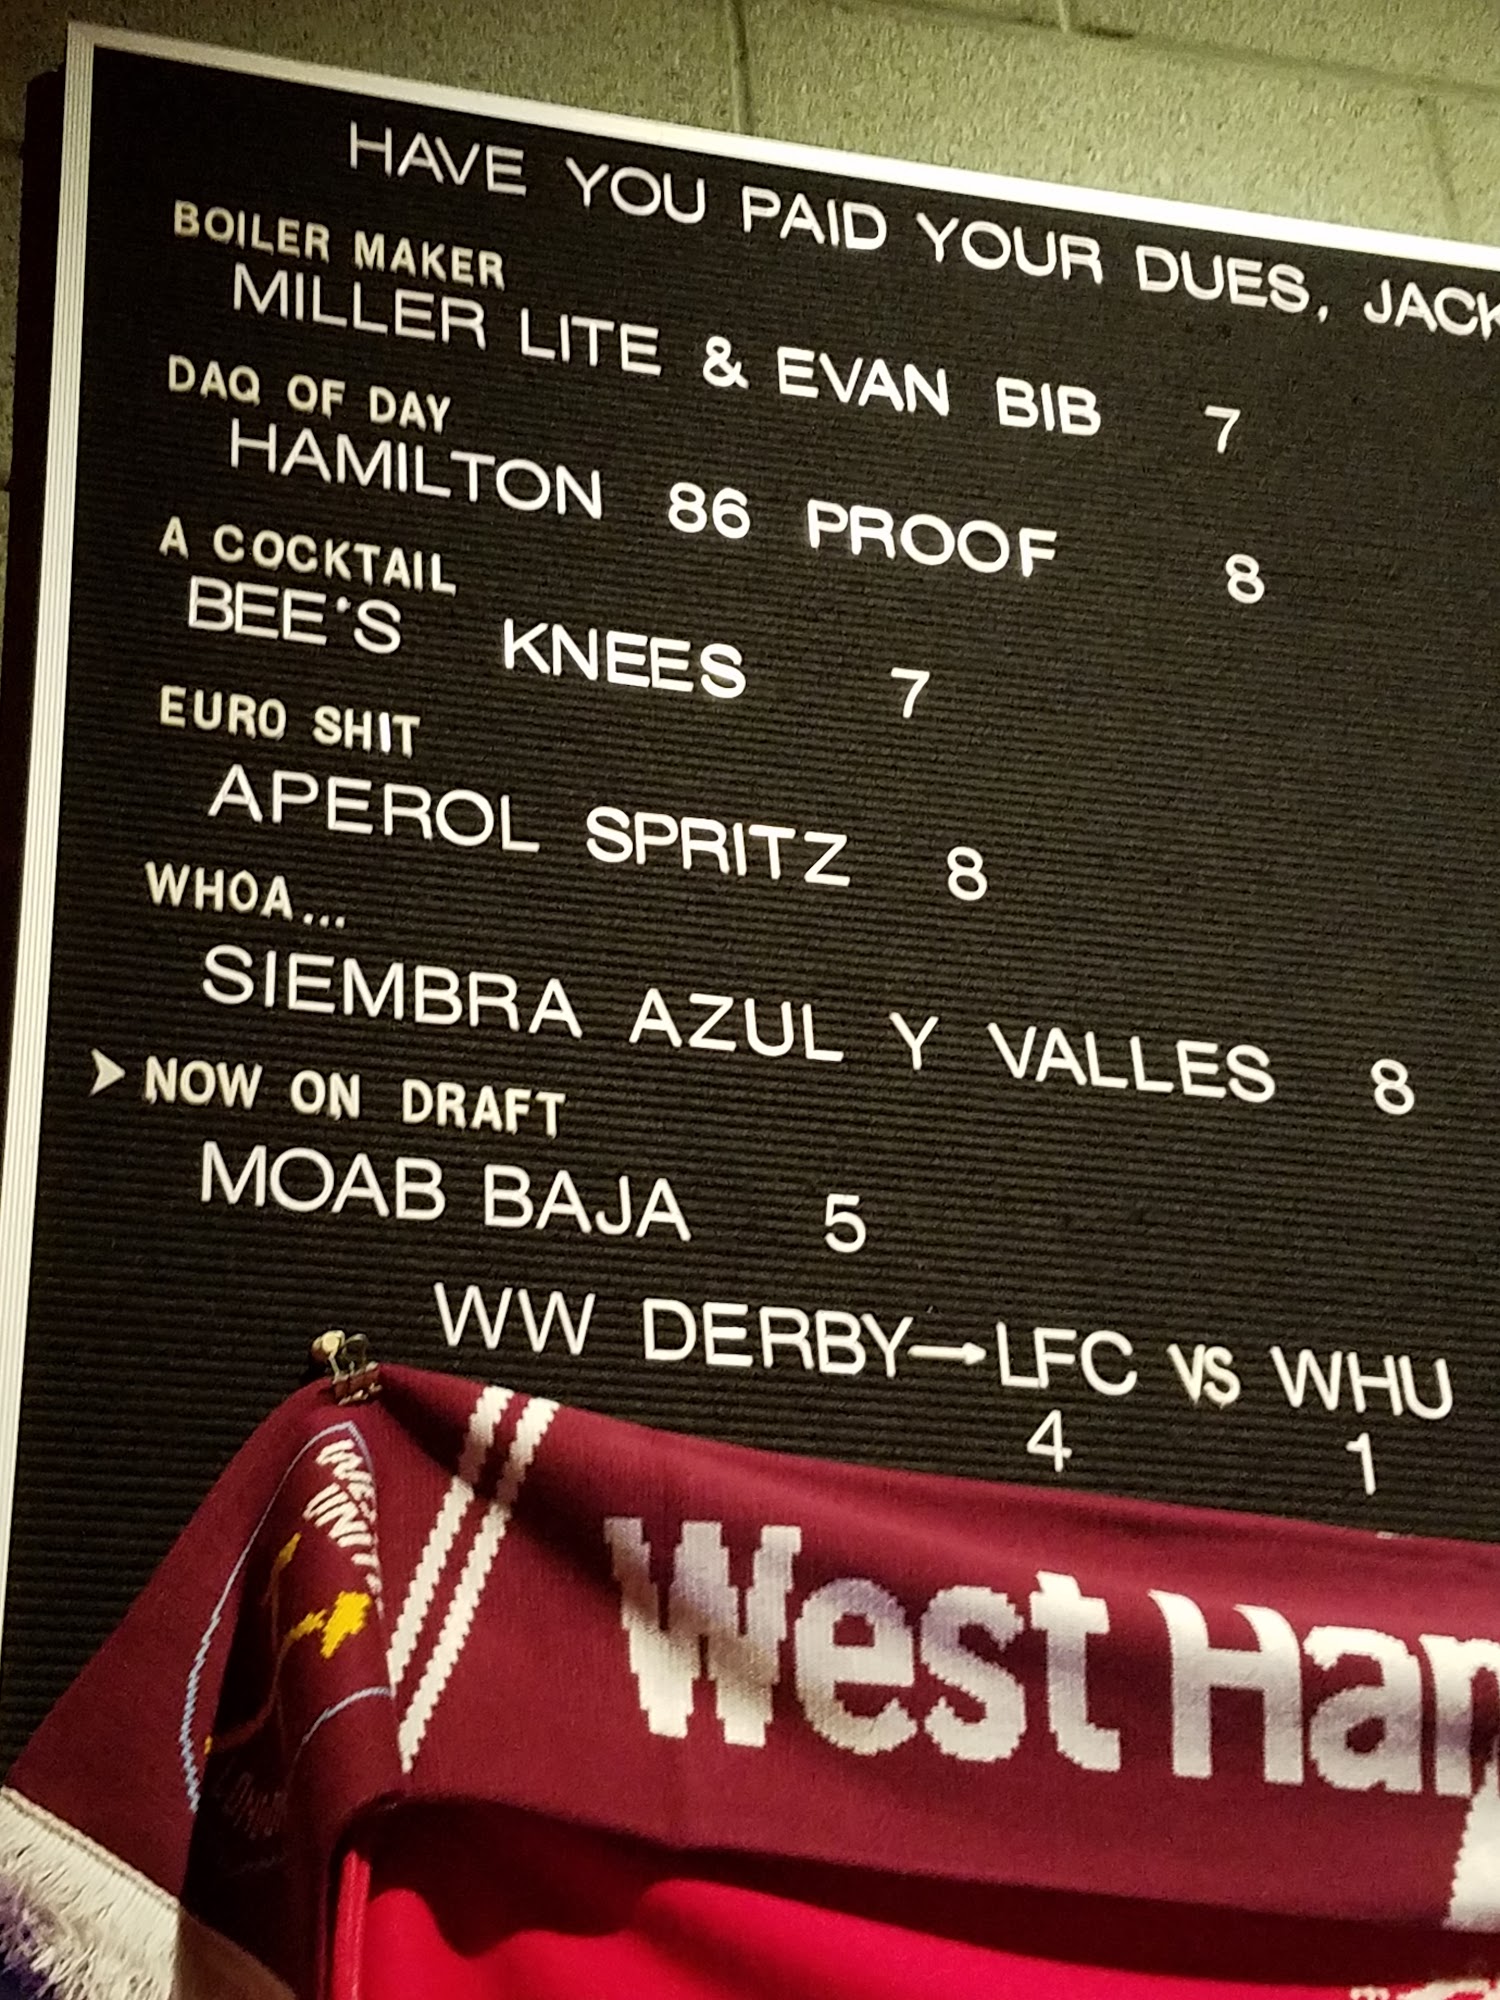 HAVE YOU PAID YOUR DUES, JACK
BOILER MAKER
MILLER LITE & EVAN BIB 7
DAQ OF DAY
HAMILTON 86 PROOF 8
A COCKTAIL
BEE'S KNEES 7
EURO SHIT
APEROL SPRITZ 8
WHOA...
SIEMBRA AZUL Y VALLES 8
NOW ON DRAFT
MOAB BAJA 5
WW DERBY→LFC VS WHU
4 1
West